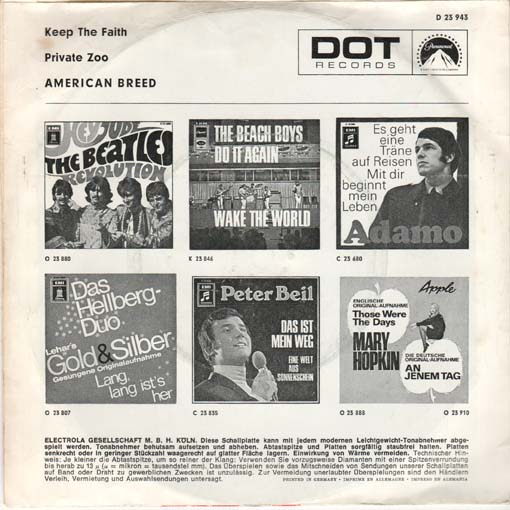 Keep The Faith
D 23 943
Private Zoo
AMERICAN BREED
DOT
RECORDS
Paramount
EMI
HEY JUDE
THE BEATLES
REVOLUTION
O 23 880
THE BEACH BOYS
DO IT AGAIN
WAKE THE WORLD
K 23 846
EMI
Es geht
eine
Träne
auf Reisen
Mit dir
beginnt
mein
Leben
Adamo
C 23 680
EMI
Das
Hellberg-
Duo
Lehar's
Gold & Silber
Gesungene Originalaufnahme
Lang,
lang ist's
her
O 23 807
EMI
Peter Beil
DAS IST
MEIN WEG
EINE WELT
AUS
SONNENSCHEIN
C 23 835
Apple
ENGLISCHE
ORIGINAL-AUFNAHME
Those Were
The Days
MARY
HOPKIN
DIE DEUTSCHE
ORIGINAL-AUFNAHME
AN
JENEM TAG
O 23 888
O 23 910
ELECTROLA GESELLSCHAFT M. B. H. KÖLN. Diese Schallplatte kann mit jedem modernen Leichtgewicht-Tonabnehmer abge-
spielt werden. Tonabnehmer behutsam aufsetzen und abheben. Abtastspitze und Platten sorgfältig staubfrei halten. Platten
senkrecht oder in geringer Stückzahl waagerecht auf glatter Fläche lagern. Einwirkung von Wärme vermeiden. Technischer Hin-
weis: Je kleiner die Abtastspitze, um so reiner der Klang: Verwenden Sie vorzugsweise Diamanten mit einer Spitzenverrundung
bis herab zu 13 µ (µ = mikron = tausendstel mm). Das Überspielen sowie das Mitschneiden von Sendungen unserer Schallplatten
auf Band oder Draht zu gewerblichen Zwecken ist unzulässig. Zur Vermeidung unerlaubter Überspielungen sind den Händlern
Verleih, Vermietung und Auswahlsendungen untersagt.
PRINTED IN GERMANY • IMPRIME EN ALLEMAGNE • IMPRESO EN ALEMANIA